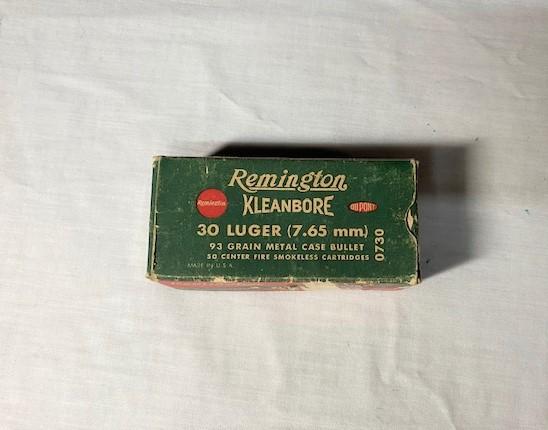 Remington
Remington
KLEANBORE
DU PONT
30 LUGER (7.65 mm)
93 GRAIN METAL CASE BULLET
50 CENTER FIRE SMOKELESS CARTRIDGES
0730
MADE IN U.S.A.